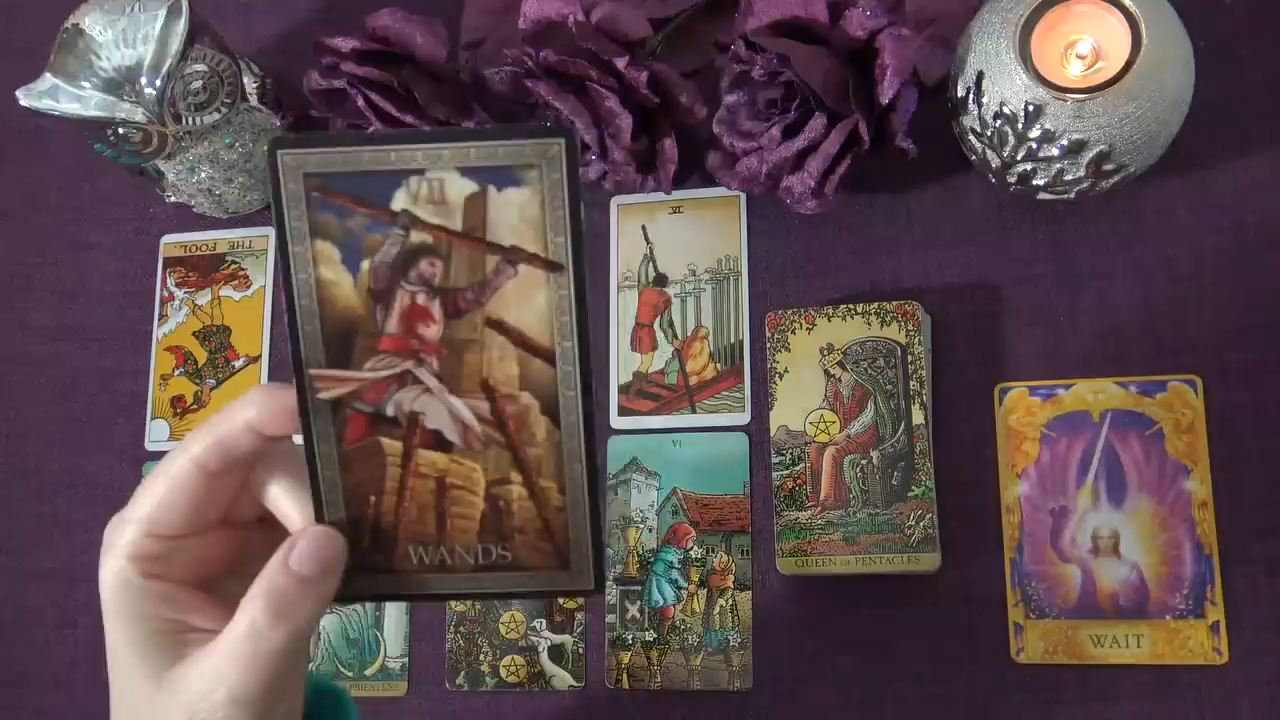 VII
WANDS
THE FOOL.
VI
VI
QUEEN OF PENTACLES
WAIT